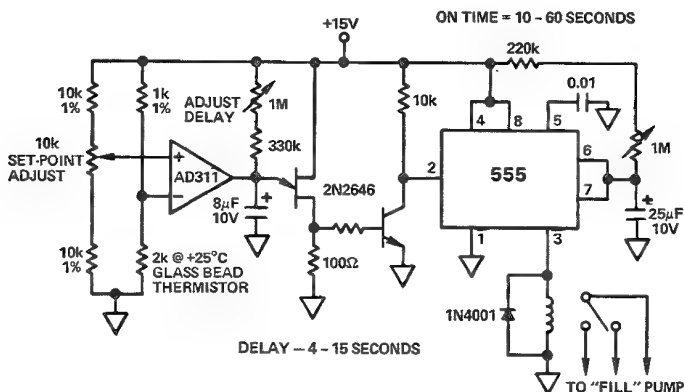 ON TIME = 10 – 60 SECONDS
+15V
220k
10k
1%
1k
1%
ADJUST
DELAY
1M
10k
0.01
4
8
5
10k
SET-POINT
ADJUST
+
AD311
–
330k
2N2646
2
555
6
7
1M
8μF
10V
+
+
25μF
10V
10k
1%
2k @ +25°C
GLASS BEAD
THERMISTOR
100Ω
1
3
1N4001
DELAY – 4 – 15 SECONDS
TO "FILL" PUMP